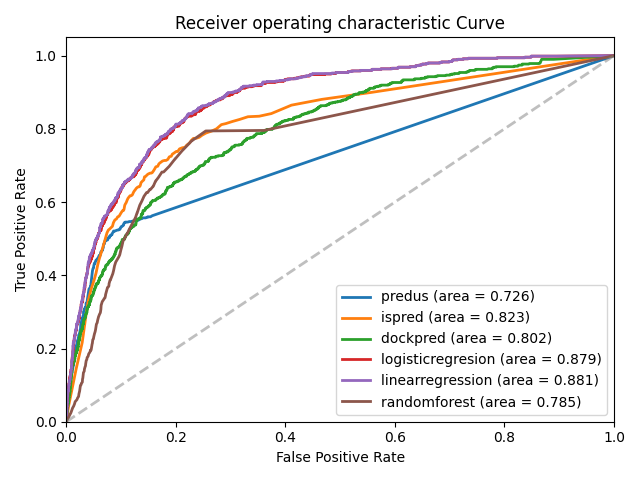 Receiver operating characteristic Curve
True Positive Rate
1.0
0.8
0.6
0.4
0.2
0.0
predus (area = 0.726)
ispred (area = 0.823)
dockpred (area = 0.802)
logisticregresion (area = 0.879)
linearregression (area = 0.881)
randomforest (area = 0.785)
0.0 0.2 0.4 0.6 0.8 1.0
False Positive Rate